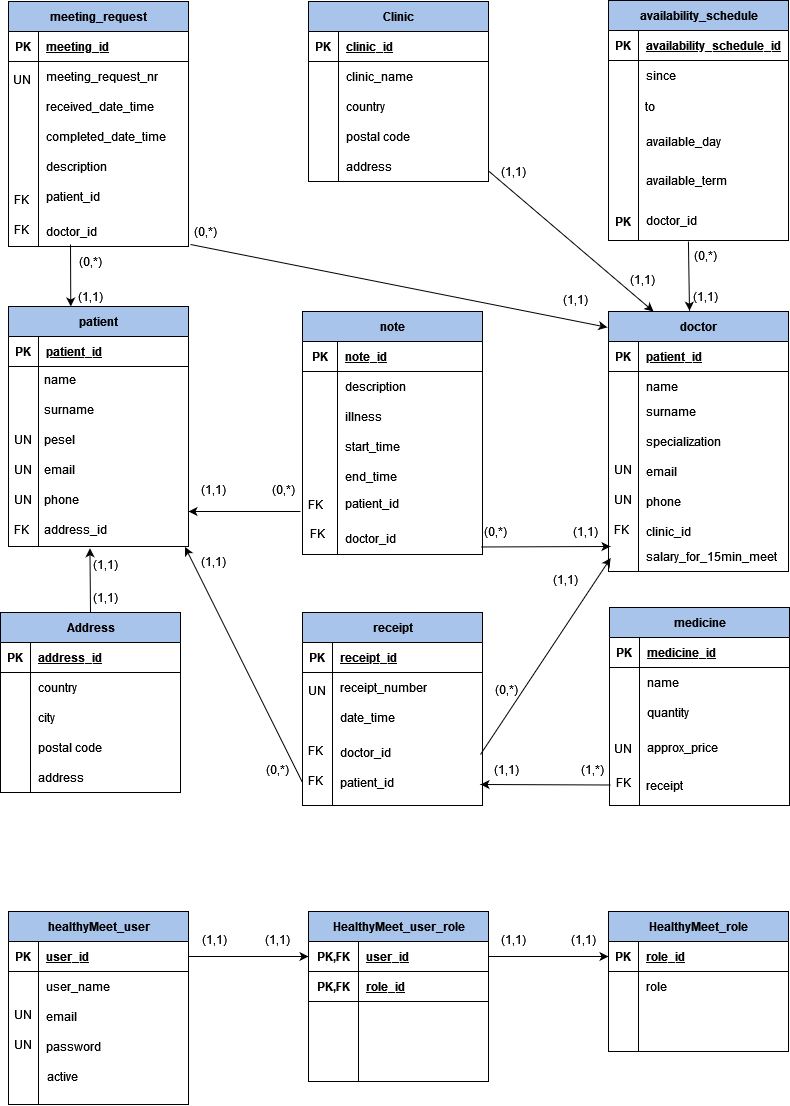 meeting_request
PK meeting_id
UN meeting_request_nr
received_date_time
completed_date_time
description
FK patient_id
FK doctor_id
Clinic
PK clinic_id
clinic_name
country
postal code
address
availability_schedule
PK availability_schedule_id
since
to
available_day
available_term
PK doctor_id
(0,*)
(1,1)
(0,*)
(1,1)
(1,1)
(1,1)
(0,*)
(1,1)
patient
PK patient_id
name
surname
UN pesel
UN email
UN phone
FK address_id
note
PK note_id
description
illness
start_time
end_time
FK patient_id
FK doctor_id
doctor
PK patient_id
name
surname
specialization
UN email
UN phone
FK clinic_id
salary_for_15min_meet
(1,1)
(0,*)
(0,*)
(1,1)
(1,1)
(1,1)
(1,1)
(0,*)
(1,1)
(0,*)
Address
PK address_id
country
city
postal code
address
receipt
PK receipt_id
UN receipt_number
date_time
FK doctor_id
FK patient_id
medicine
PK medicine_id
name
quantity
UN approx_price
FK receipt
(1,1)
(1,*)
healthyMeet_user
PK user_id
user_name
UN email
UN password
active
(1,1)
(1,1)
HealthyMeet_user_role
PK,FK user_id
PK,FK role_id
(1,1)
(1,1)
HealthyMeet_role
PK role_id
role